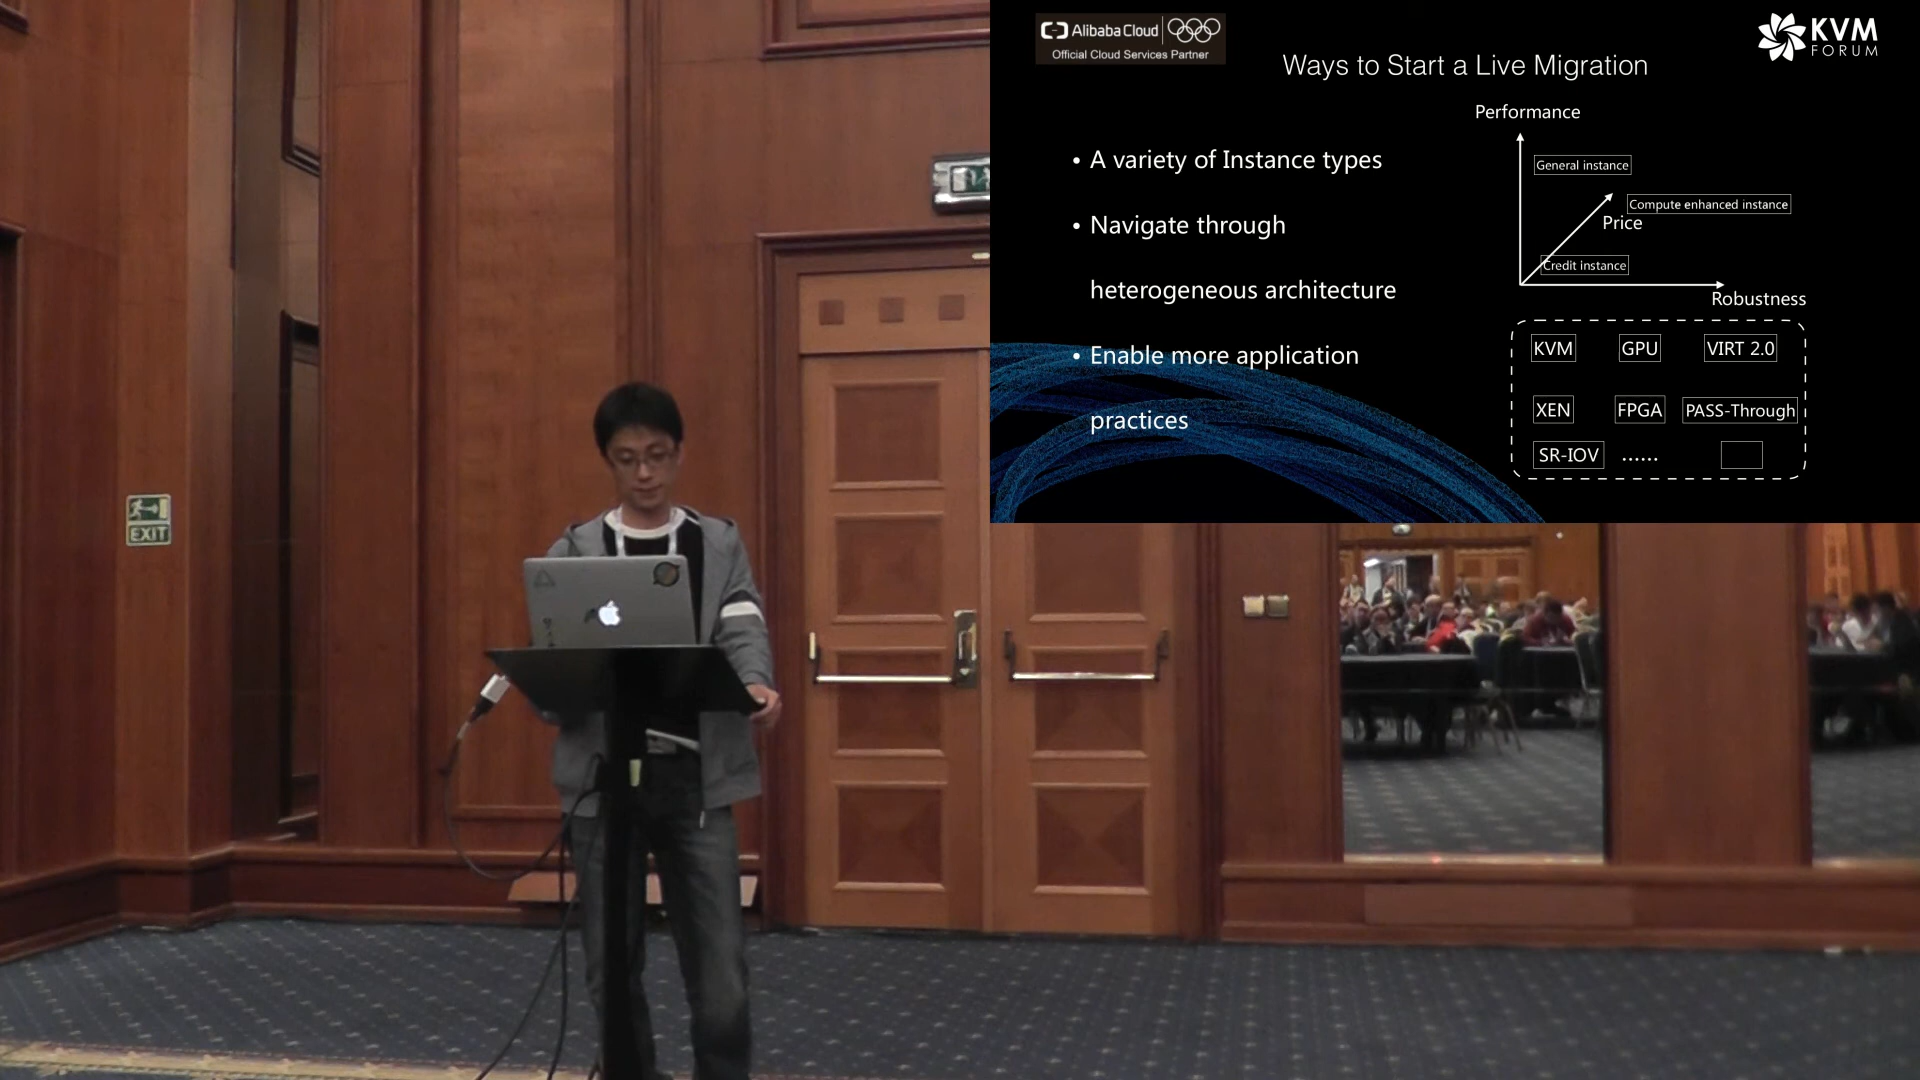 Alibaba Cloud
Official Cloud Services Partner
KVM
FORUM
Ways to Start a Live Migration
• A variety of Instance types
• Navigate through
heterogeneous architecture
• Enable more application
practices
Performance
General instance
Compute enhanced instance
Price
Credit instance
Robustness
KVM
GPU
VIRT 2.0
XEN
FPGA
PASS-Through
SR-IOV
......
EXIT